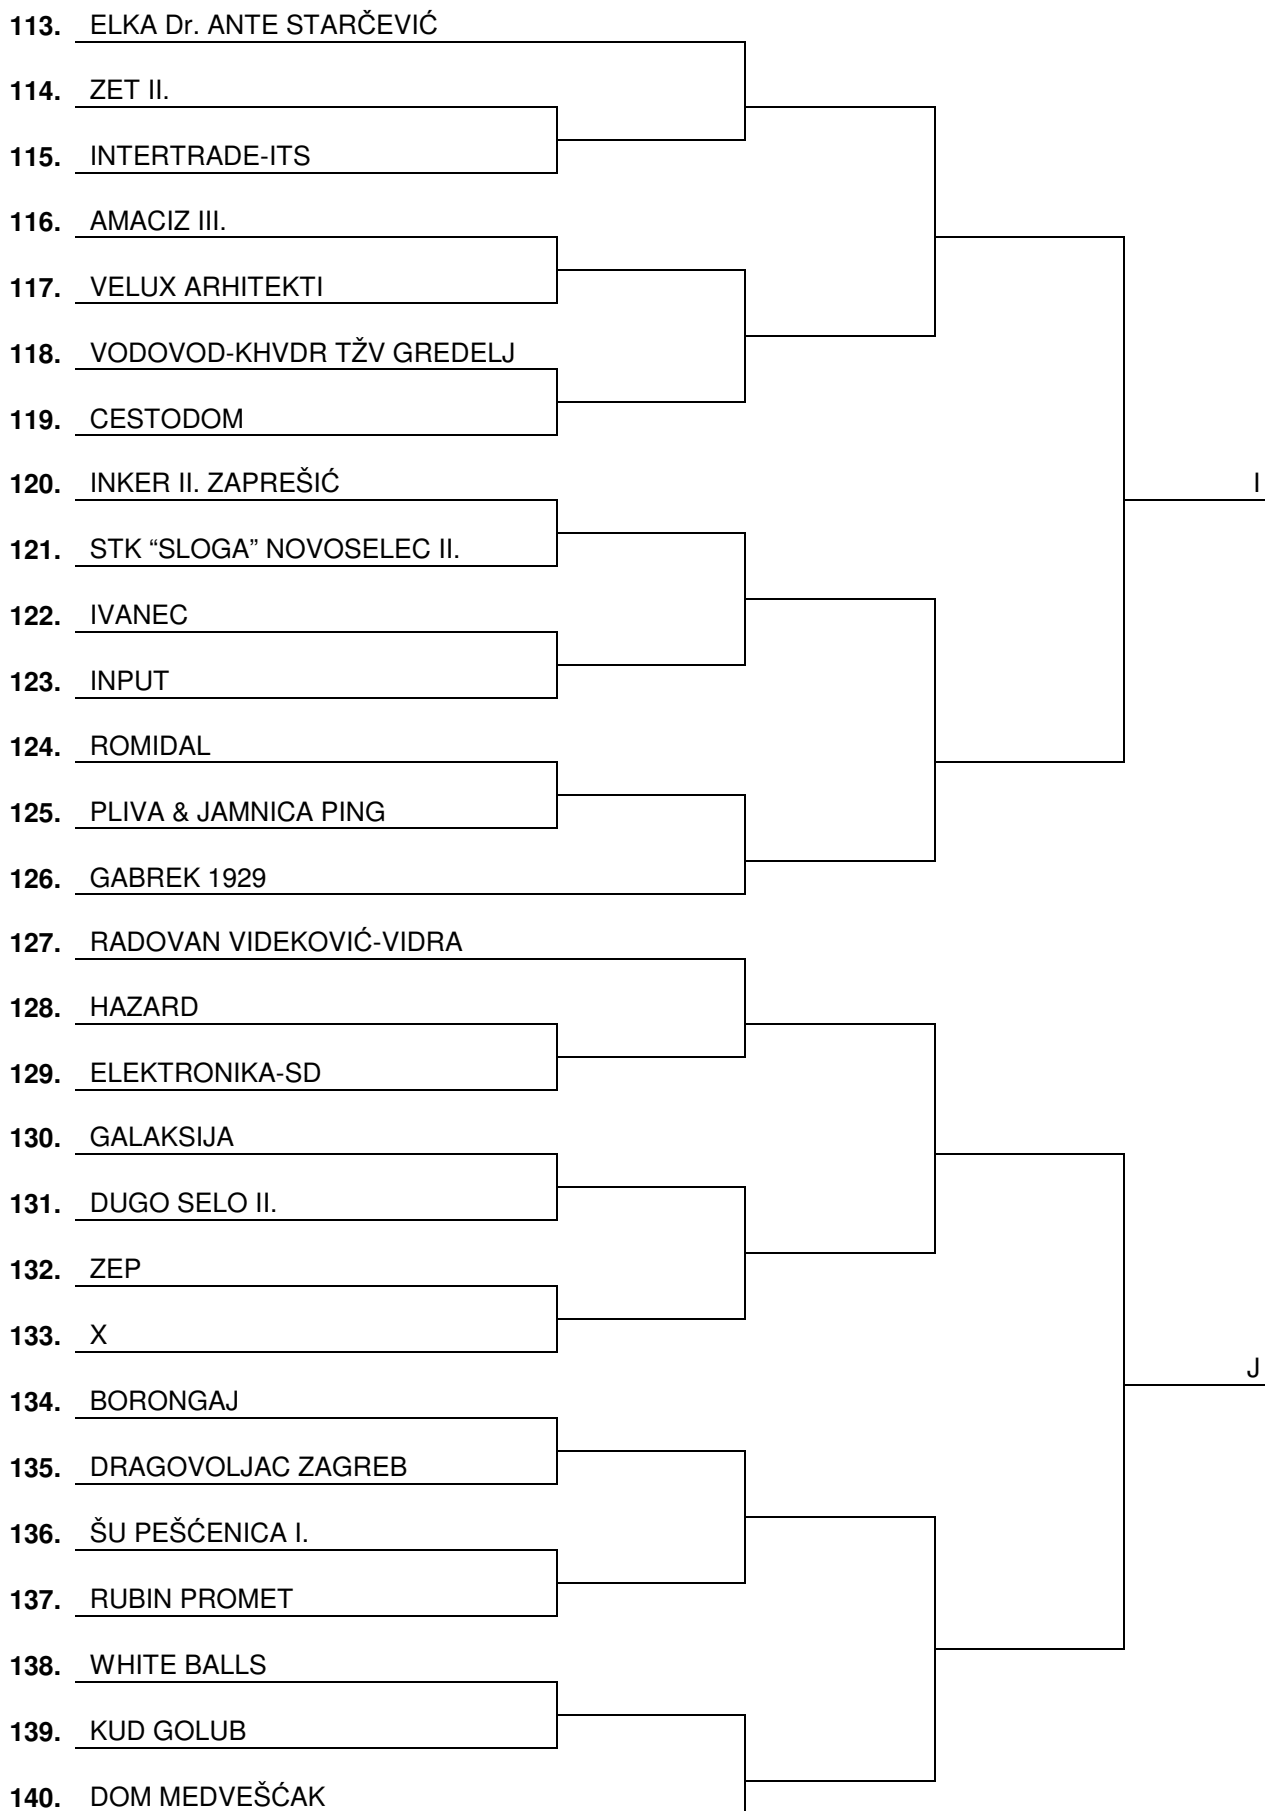 113. ELKA Dr. ANTE STARČEVIĆ
114. ZET II.
115. INTERTRADE-ITS
116. AMACIZ III.
117. VELUX ARHITEKTI
118. VODOVOD-KHVDR TŽV GREDELJ
119. CESTODOM
120. INKER II. ZAPREŠIĆ
I
121. STK “SLOGA” NOVOSELEC II.
122. IVANEC
123. INPUT
124. ROMIDAL
125. PLIVA & JAMNICA PING
126. GABREK 1929
127. RADOVAN VIDEKOVIĆ-VIDRA
128. HAZARD
129. ELEKTRONIKA-SD
130. GALAKSIJA
131. DUGO SELO II.
132. ZEP
133. X
J
134. BORONGAJ
135. DRAGOVOLJAC ZAGREB
136. ŠU PEŠĆENICA I.
137. RUBIN PROMET
138. WHITE BALLS
139. KUD GOLUB
140. DOM MEDVEŠĆAK